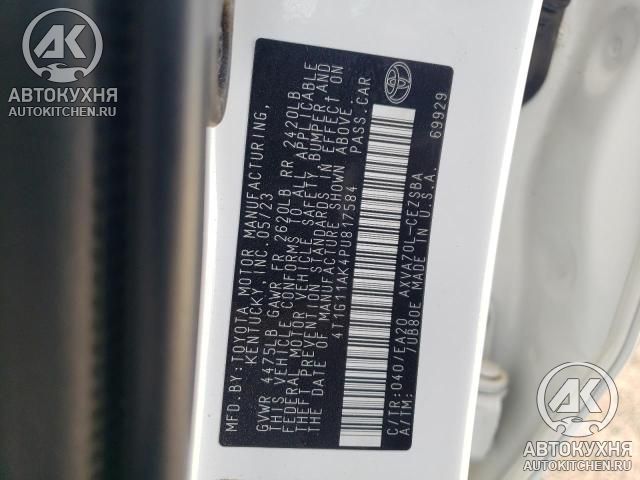 AK
АВТОКУХНЯ
AUTOKITCHEN.RU
MFD.BY:TOYOTA MOTOR MANUFACTURING,
KENTUCKY, INC. 05/23
GVWR 4475LB GAWR FR 2620LB RR 2420LB
THIS VEHICLE CONFORMS TO ALL APPLICABLE
FEDERAL MOTOR VEHICLE SAFETY, BUMPER AND
THEFT PREVENTION STANDARDS IN EFFECT ON
THE DATE OF MANUFACTURE SHOWN ABOVE.
4T1G11AK4PU817584 PASS.CAR
C/TR:040/EA20 AXVA70L-CEZSBA
A/TM: /UB80E MADE IN U.S.A. 69929
AK
АВТОКУХНЯ
AUTOKITCHEN.RU